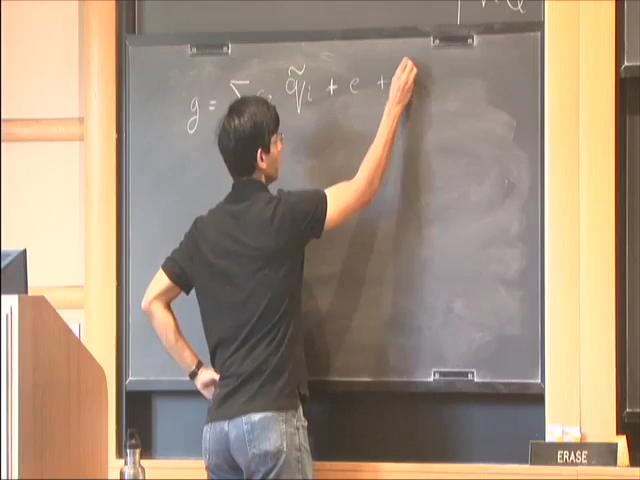 g = Σ q̃i + e +
ERASE